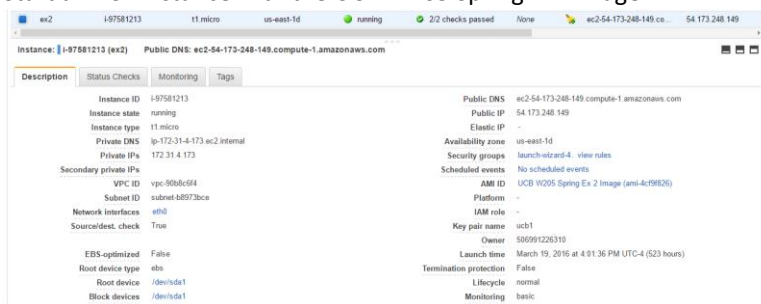 ex2 i-97581213 t1.micro us-east-1d running 2/2 checks passed None ec2-54-173-248-149.co... 54.173.248.149
Instance: i-97581213 (ex2) Public DNS: ec2-54-173-248-149.compute-1.amazonaws.com
Description Status Checks Monitoring Tags
Instance ID i-97581213 Public DNS ec2-54-173-248-149.compute-1.amazonaws.com
Instance state running Public IP 54.173.248.149
Instance type t1.micro Elastic IP -
Private DNS ip-172-31-4-173.ec2.internal Availability zone us-east-1d
Private IPs 172.31.4.173 Security groups launch-wizard-4. view rules
Secondary private IPs Scheduled events No scheduled events
VPC ID vpc-90b8c6f4 AMI ID UCB W205 Spring Ex 2 Image (ami-4cf9f826)
Subnet ID subnet-b8973bce Platform -
Network interfaces eth0 IAM role -
Source/dest. check True Key pair name ucb1
Owner 506991226310
EBS-optimized False Launch time March 19, 2016 at 4:01:36 PM UTC-4 (523 hours)
Root device type ebs Termination protection False
Root device /dev/sda1 Lifecycle normal
Block devices /dev/sda1 Monitoring basic